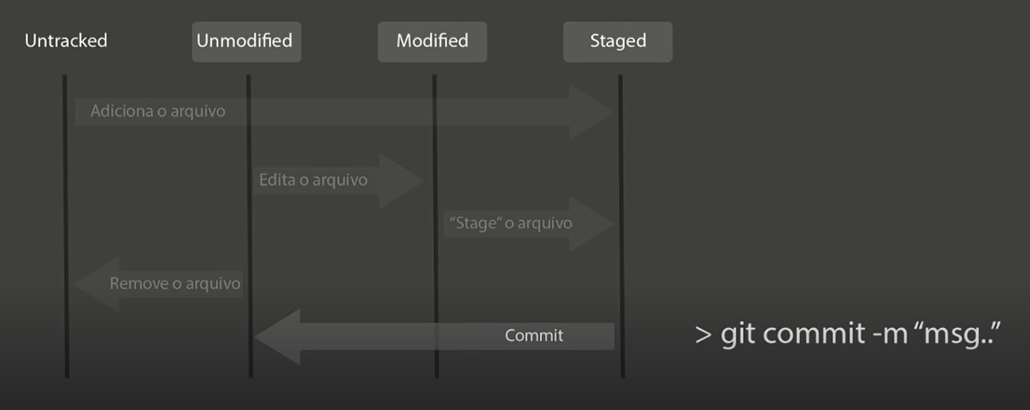 Untracked
Unmodified
Modified
Staged
Adiciona o arquivo
Edita o arquivo
“Stage” o arquivo
Remove o arquivo
Commit
> git commit -m “msg..”